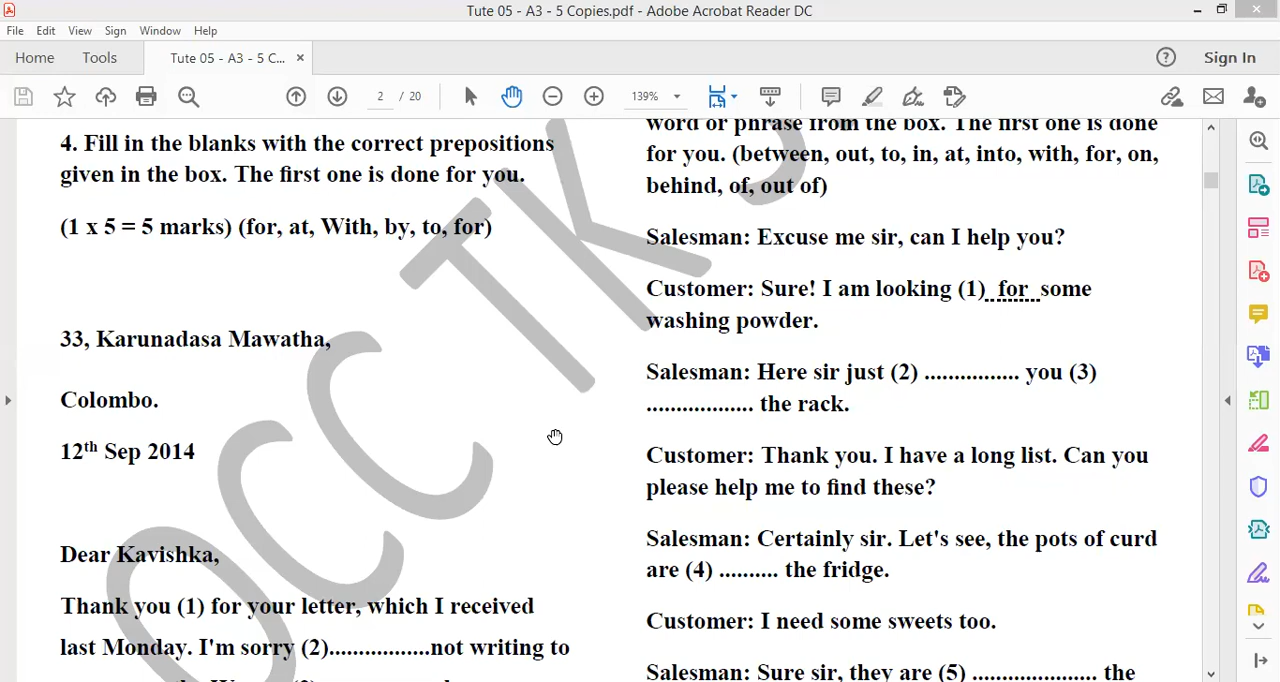 Tute 05 - A3 - 5 Copies.pdf - Adobe Acrobat Reader DC
File Edit View Sign Window Help
Home Tools Tute 05 - A3 - 5 C... × Sign In
2 / 20 139%
4. Fill in the blanks with the correct prepositions
given in the box. The first one is done for you.
(1 x 5 = 5 marks) (for, at, With, by, to, for)
33, Karunadasa Mawatha,
Colombo.
12th Sep 2014
Dear Kavishka,
Thank you (1) for your letter, which I received
last Monday. I'm sorry (2).................not writing to
word or phrase from the box. The first one is done
for you. (between, out, to, in, at, into, with, for, on,
behind, of, out of)
Salesman: Excuse me sir, can I help you?
Customer: Sure! I am looking (1) for some
washing powder.
Salesman: Here sir just (2) ................ you (3)
.................. the rack.
Customer: Thank you. I have a long list. Can you
please help me to find these?
Salesman: Certainly sir. Let's see, the pots of curd
are (4) .......... the fridge.
Customer: I need some sweets too.
Salesman: Sure sir, they are (5) ..................... the
OCC TK